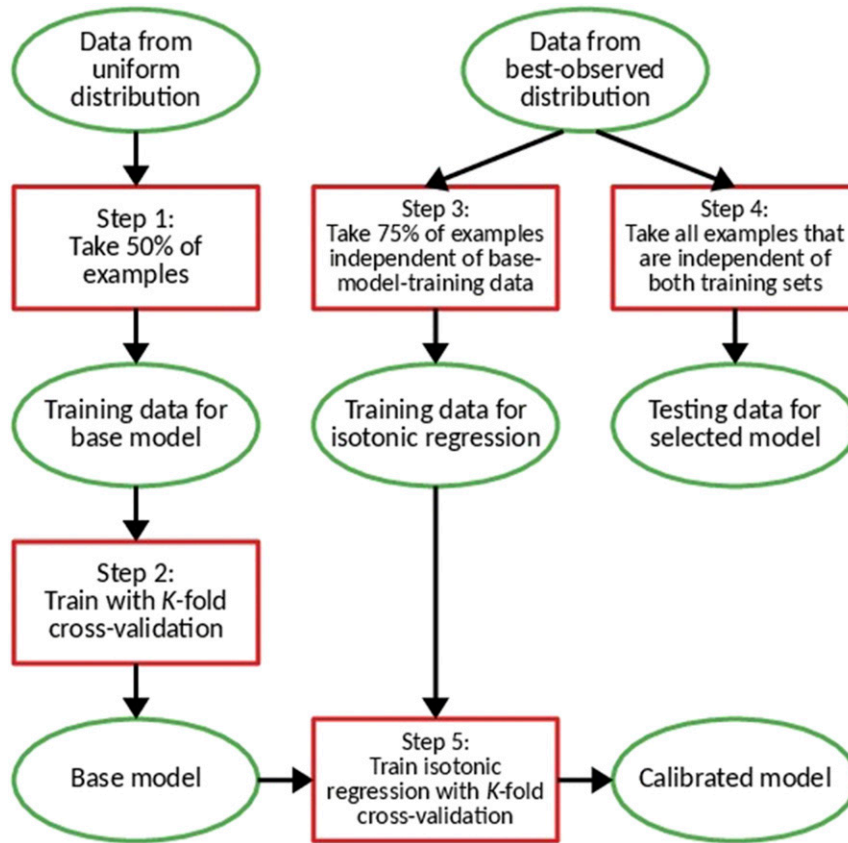 Data from
uniform
distribution
Data from
best-observed
distribution
Step 1:
Take 50% of
examples
Step 3:
Take 75% of examples
independent of base-
model-training data
Step 4:
Take all examples that
are independent of
both training sets
Training data for
base model
Training data for
isotonic regression
Testing data for
selected model
Step 2:
Train with K-fold
cross-validation
Base model
Step 5:
Train isotonic
regression with K-fold
cross-validation
Calibrated model